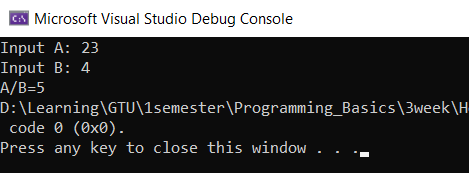 Microsoft Visual Studio Debug Console
Input A: 23
Input B: 4
A/B=5
D:\Learning\GTU\1semester\Programming_Basics\3week\H
 code 0 (0x0).
Press any key to close this window . . .